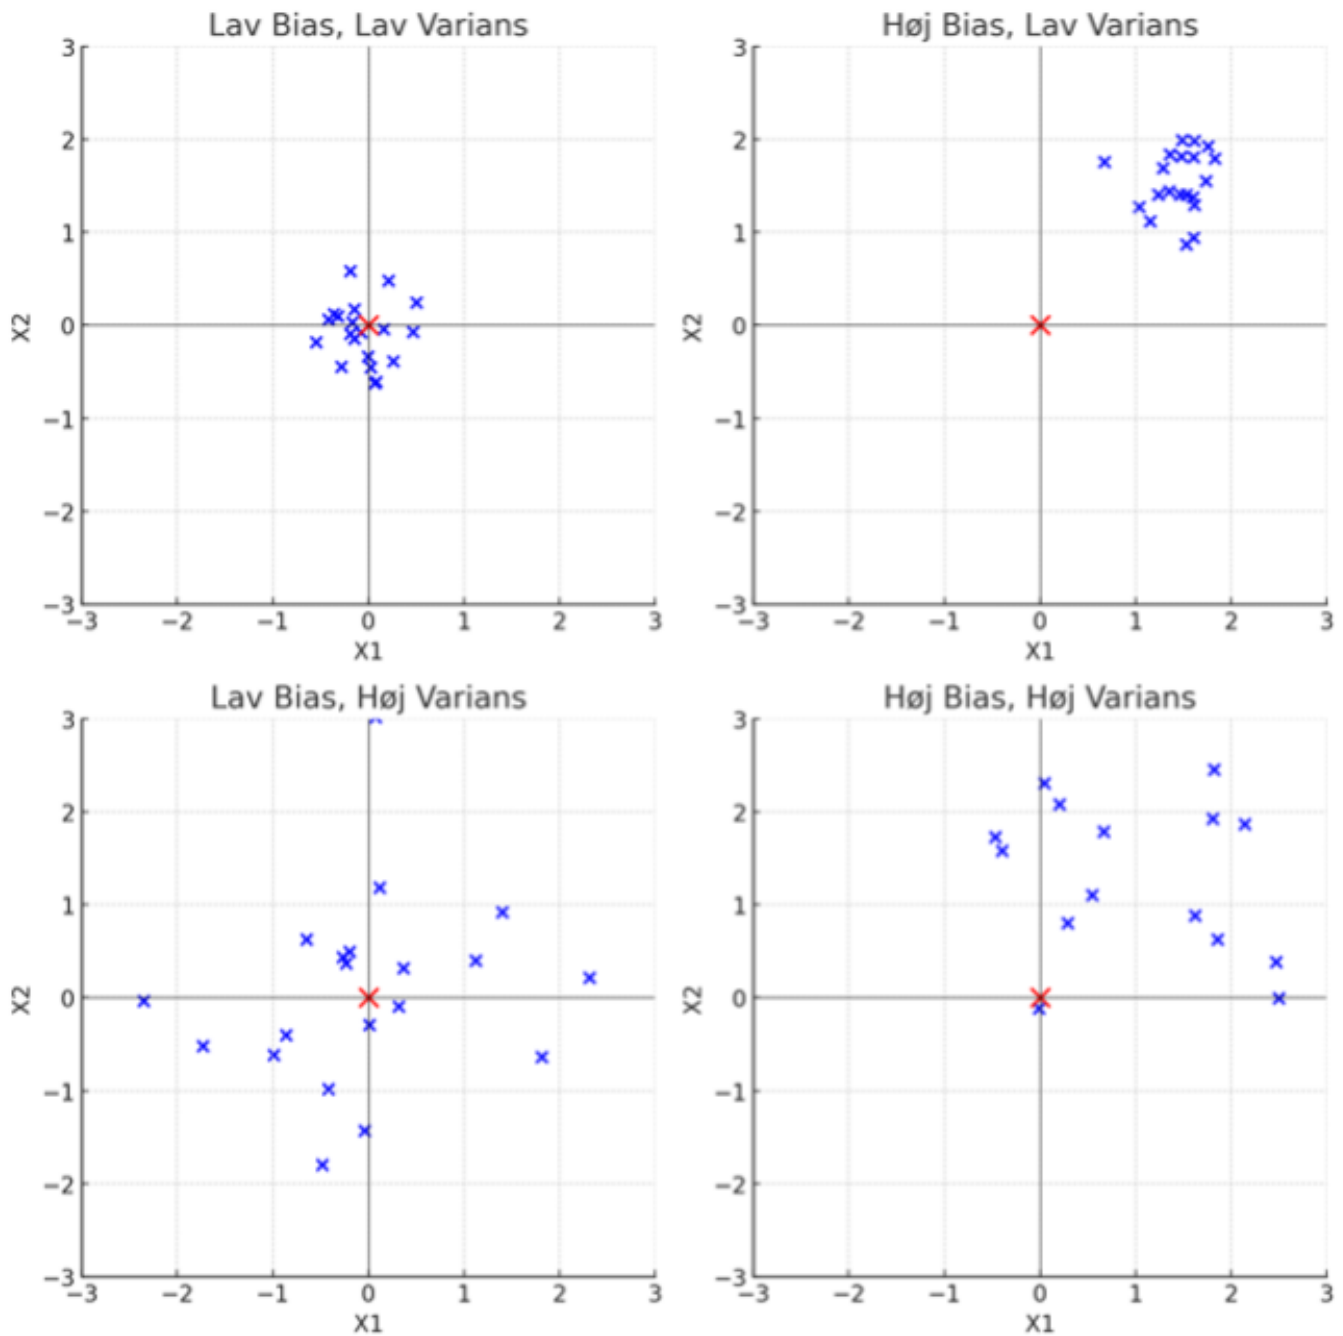 Lav Bias, Lav Varians
Høj Bias, Lav Varians
3
2
1
0
−1
−2
−3
X2
−3 −2 −1 0 1 2 3
X1
3
2
1
0
−1
−2
−3
X2
−3 −2 −1 0 1 2 3
X1
Lav Bias, Høj Varians
Høj Bias, Høj Varians
3
2
1
0
−1
−2
−3
X2
−3 −2 −1 0 1 2 3
X1
3
2
1
0
−1
−2
−3
X2
−3 −2 −1 0 1 2 3
X1